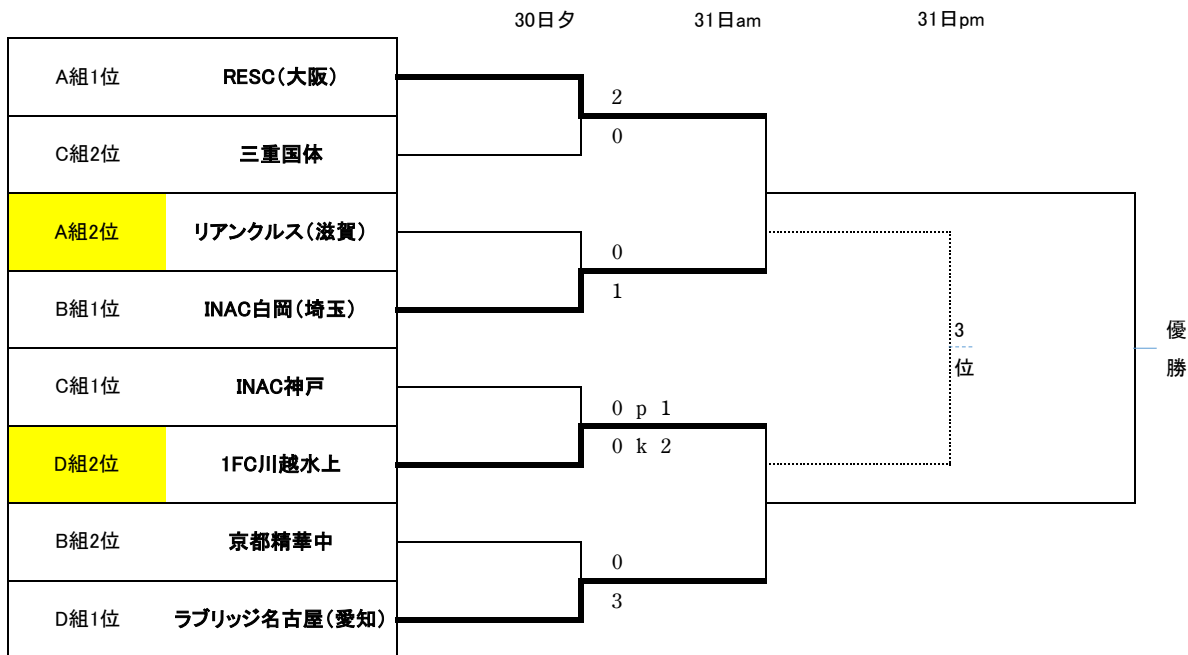 30日夕 31日am 31日pm
A組1位 RESC(大阪)
2
0
C組2位 三重国体
A組2位 リアンクルス(滋賀)
0
1
B組1位 INAC白岡(埼玉)
3
位
優
勝
C組1位 INAC神戸
0 p 1
0 k 2
D組2位 1FC川越水上
B組2位 京都精華中
0
3
D組1位 ラブリッジ名古屋(愛知)